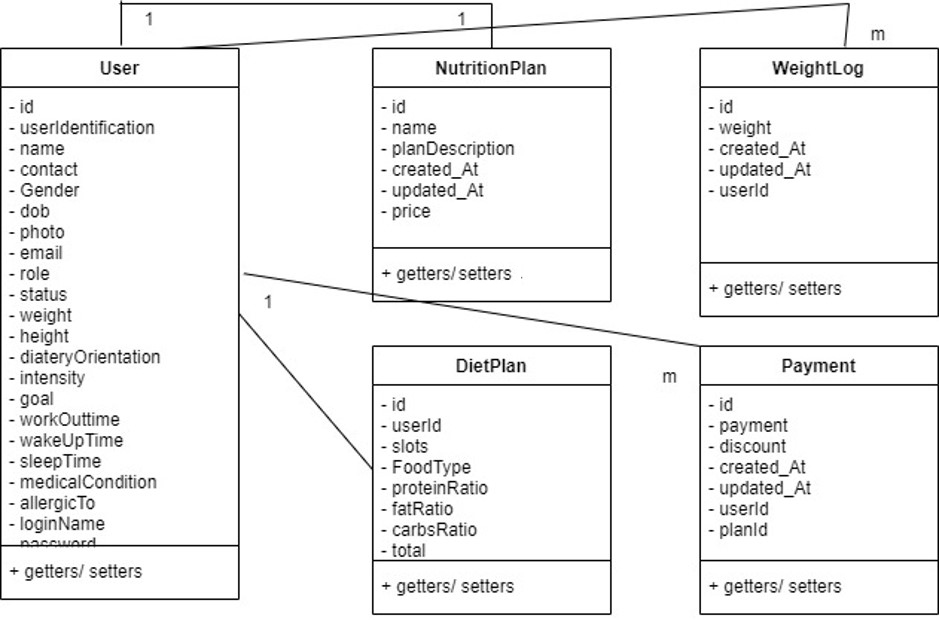 1
1
m
User
- id
- userIdentification
- name
- contact
- Gender
- dob
- photo
- email
- role
- status
- weight
- height
- diateryOrientation
- intensity
- goal
- workOuttime
- wakeUpTime
- sleepTime
- medicalCondition
- allergicTo
- loginName
- password
+ getters/ setters
NutritionPlan
- id
- name
- planDescription
- created_At
- updated_At
- price
+ getters/ setters .
WeightLog
- id
- weight
- created_At
- updated_At
- userId
+ getters/ setters
1
m
DietPlan
- id
- userId
- slots
- FoodType
- proteinRatio
- fatRatio
- carbsRatio
- total
+ getters/ setters
Payment
- id
- payment
- discount
- created_At
- updated_At
- userId
- planId
+ getters/ setters